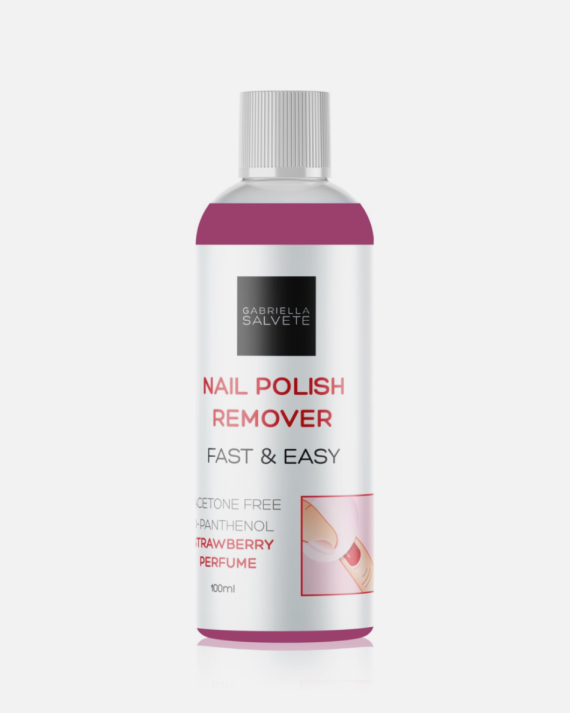 GABRIELLA
SALVETE
NAIL POLISH
REMOVER
FAST & EASY
CETONE FREE
-PANTHENOL
TRAWBERRY
PERFUME
100ml